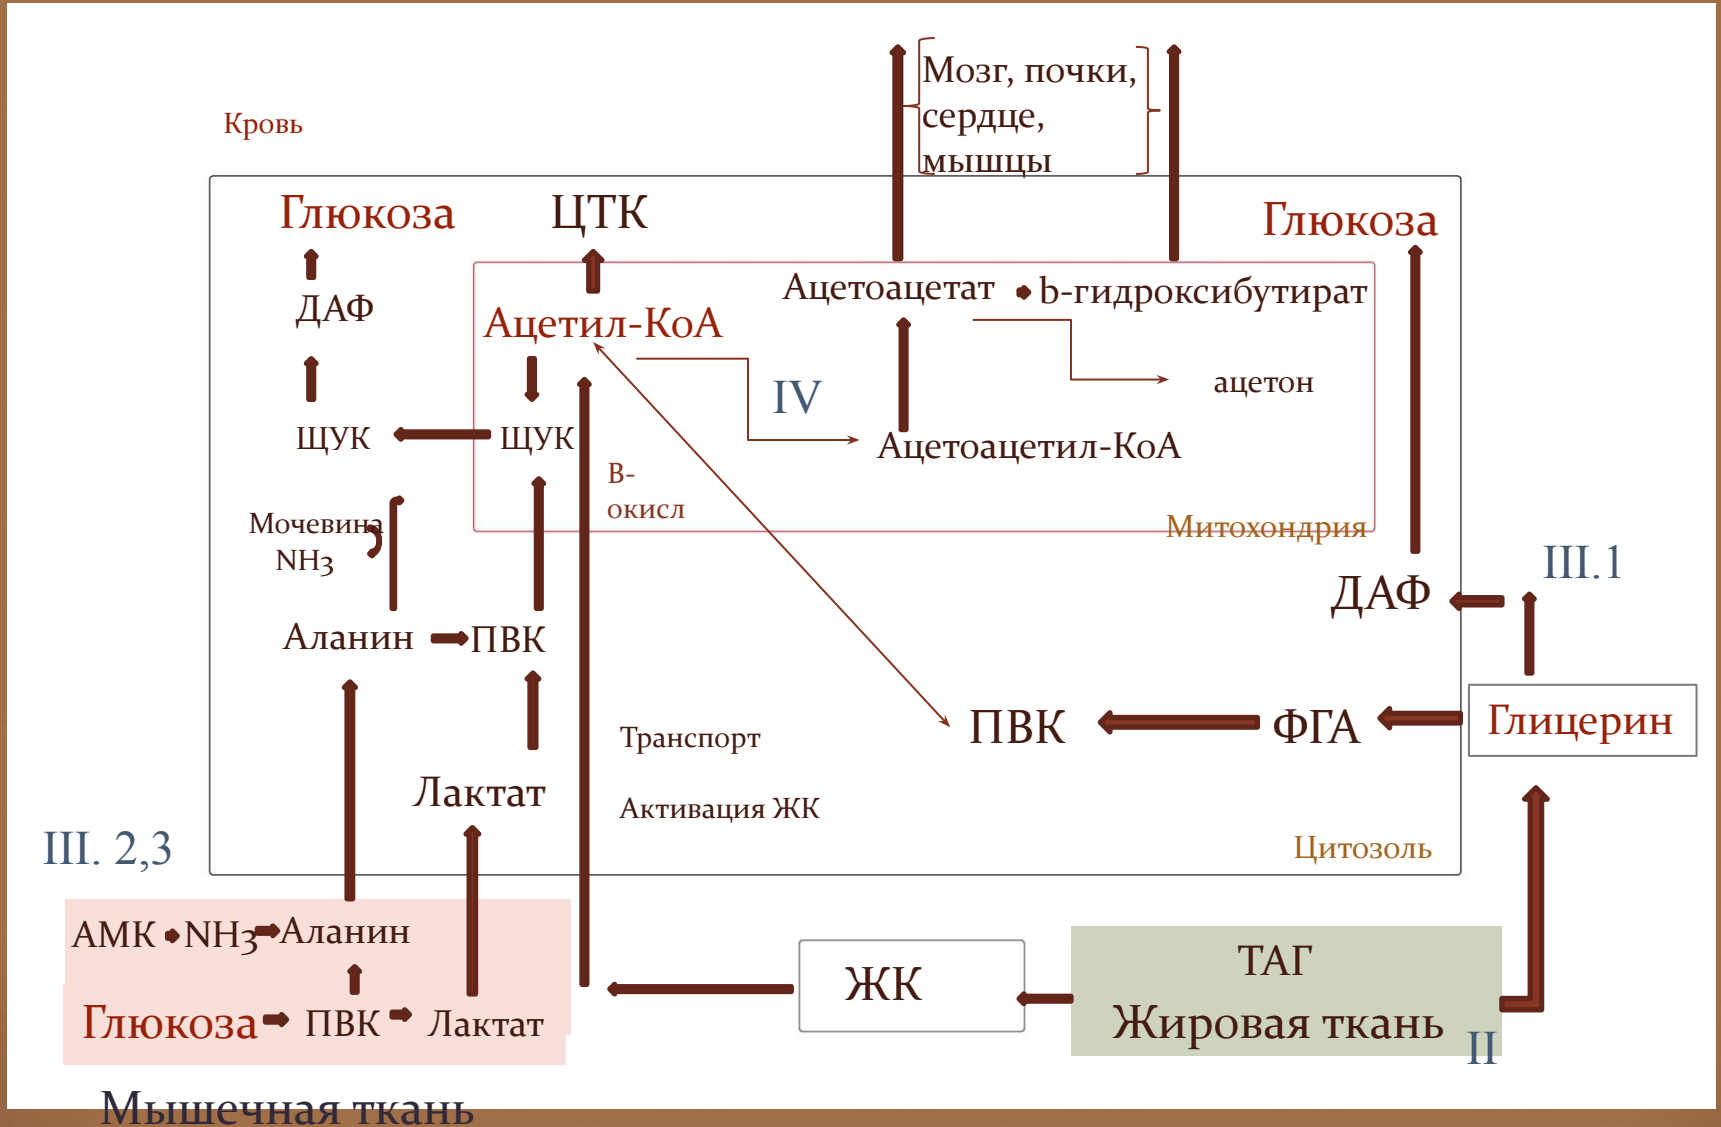 Мозг, почки,
сердце,
мышцы
Кровь
Глюкоза
ЦТК
Глюкоза
ДАФ
Ацетил-КоА
Ацетоацетат
b-гидроксибутират
IV
ацетон
ЩУК
ЩУК
Ацетоацетил-КоА
В-
окисл
Мочевина
NH3
Митохондрия
III.1
ДАФ
Аланин
ПВК
ПВК
ФГА
Глицерин
Транспорт
Лактат
Активация ЖК
III. 2,3
Цитозоль
АМК
NH3
Аланин
ЖК
ТАГ
Глюкоза
ПВК
Лактат
Жировая ткань
II
Мышечная ткань